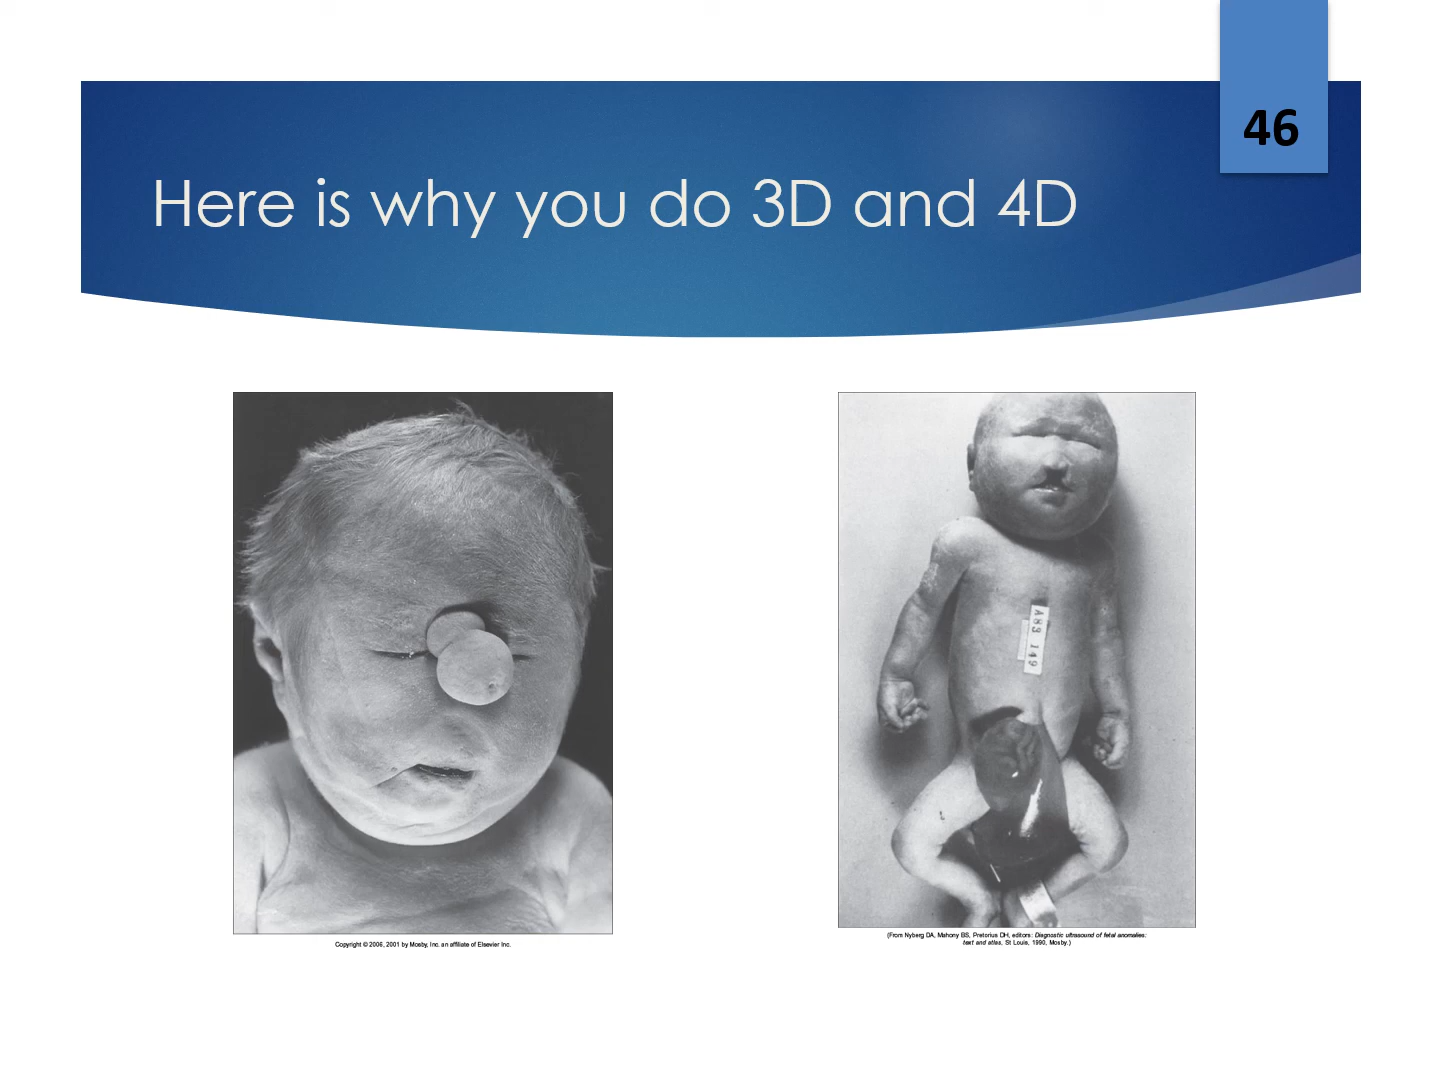 46
Here is why you do 3D and 4D
A89 149
Copyright © 2006, 2001 by Mosby, Inc. an affiliate of Elsevier Inc.
(From Nyberg DA, Mahony BS, Pretorius DH, editors: Diagnostic ultrasound of fetal anomalies:
text and atlas, St Louis, 1990, Mosby.)